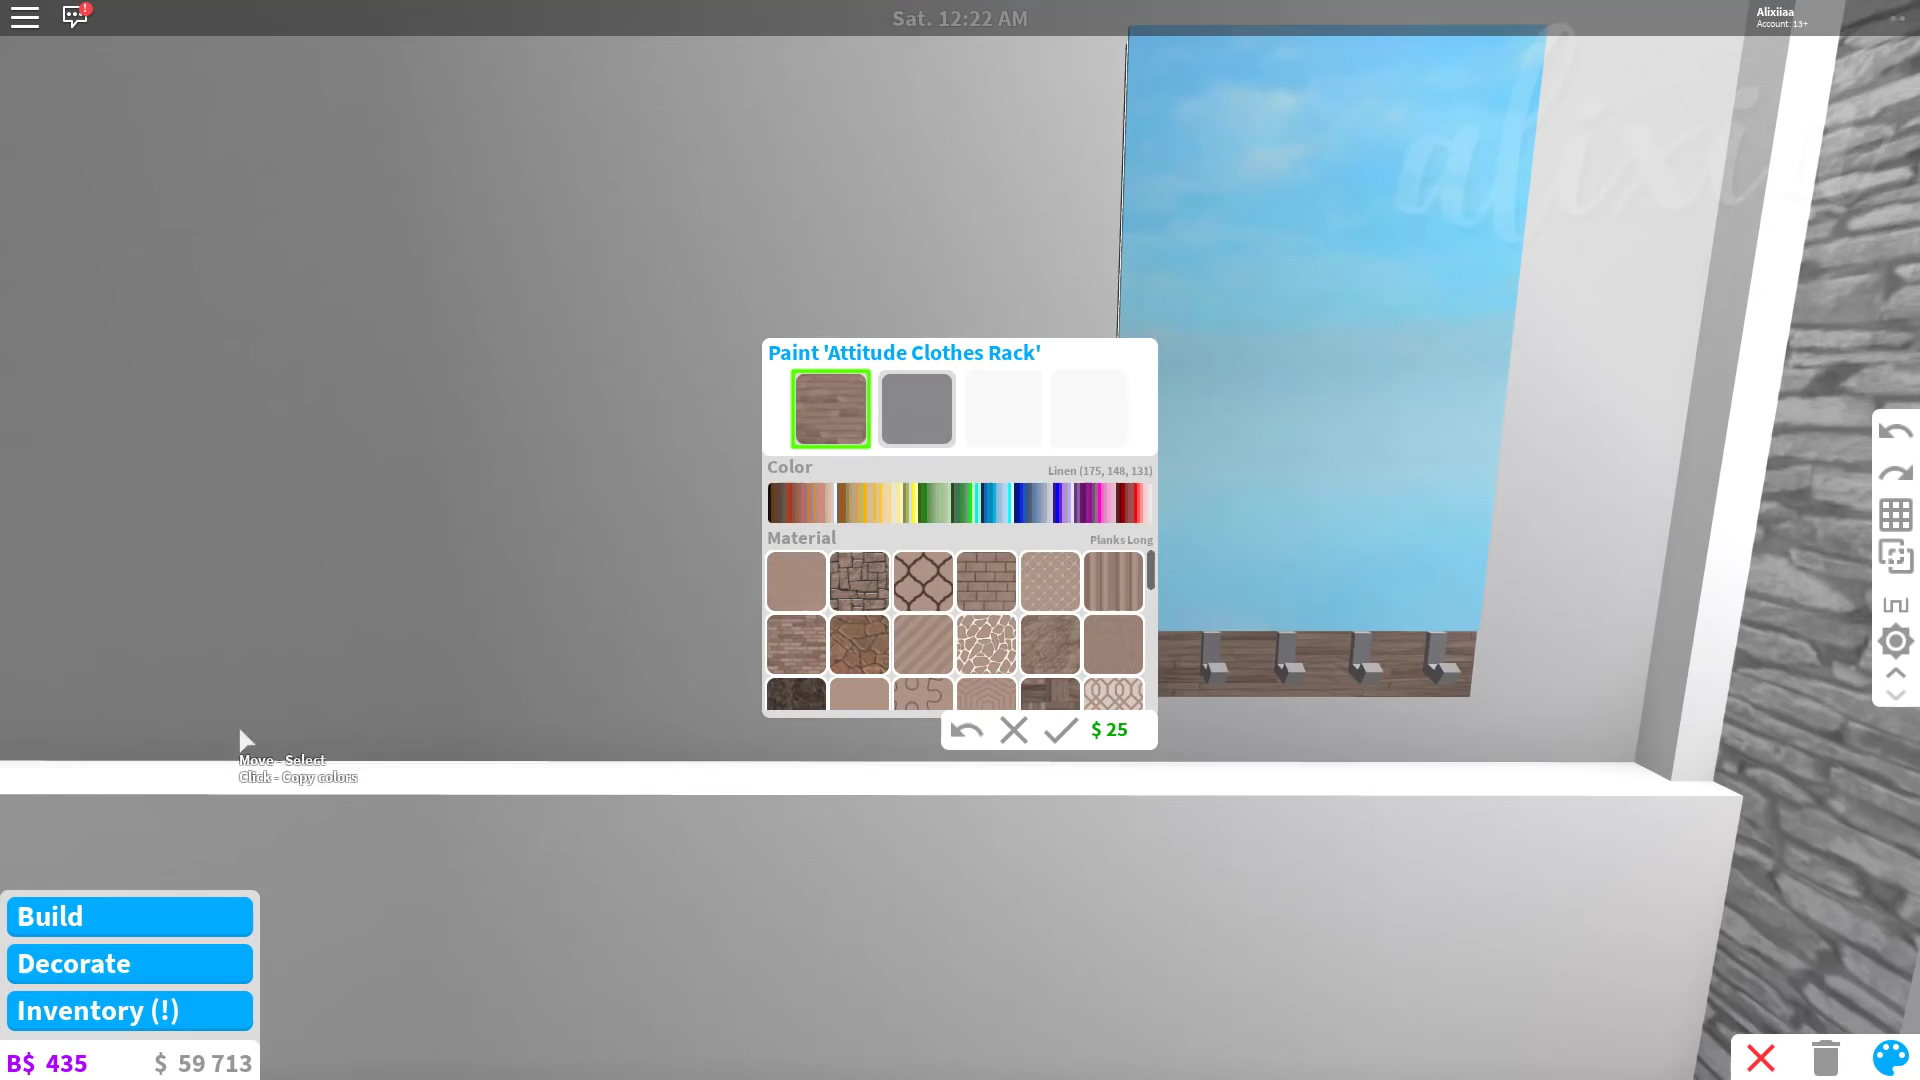 Sat. 12:22 AM
Alixiiaa
Account: 13+
!
alixi
Paint 'Attitude Clothes Rack'
Color
Linen (175, 148, 131)
Material
Planks Long
$ 25
Move - Select
Click - Copy colors
Build
Decorate
Inventory (!)
B$ 435
$ 59 713